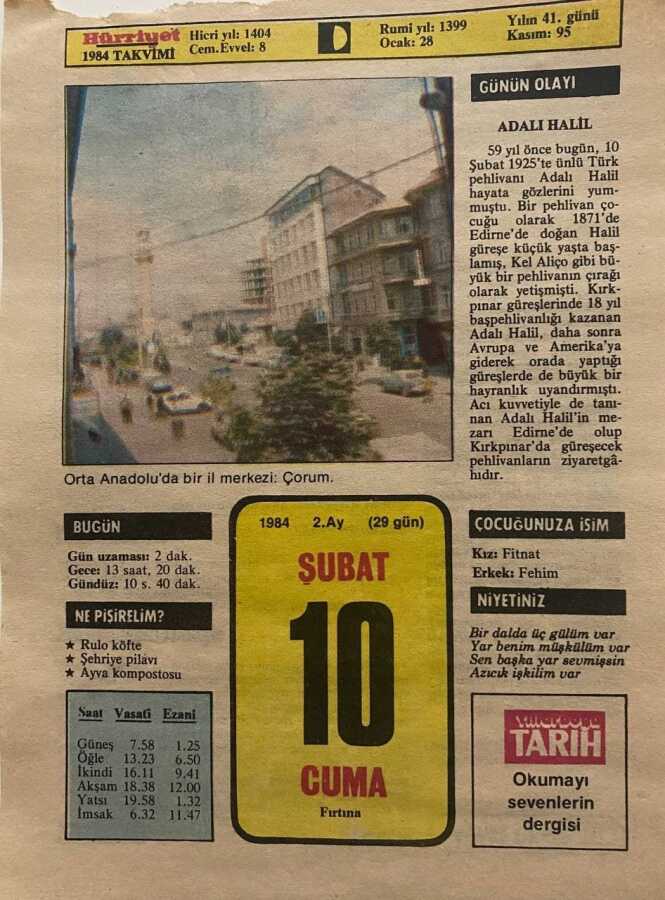 Hürriyet
1984 TAKVİMİ
Hicri yıl: 1404
Cem.Evvel: 8
Rumi yıl: 1399
Ocak: 28
Yılın 41. günü
Kasım: 95
GÜNÜN OLAYI
ADALI HALİL
59 yıl önce bugün, 10
Şubat 1925'te ünlü Türk
pehlivanı Adalı Halil
hayata gözlerini yum-
muştu. Bir pehlivan ço-
cuğu olarak 1871'de
Edirne'de doğan Halil
güreşe küçük yaşta baş-
lamış, Kel Aliço gibi bü-
yük bir pehlivanın çırağı
olarak yetişmişti. Kırk-
pınar güreşlerinde 18 yıl
başpehlivanlığı kazanan
Adalı Halil, daha sonra
Avrupa ve Amerika'ya
giderek orada yaptığı
güreşlerde de büyük bir
hayranlık uyandırmıştı.
Acı kuvvetiyle de tanı-
nan Adalı Halil'in me-
zarı Edirne'de olup
Kırkpınar'da güreşecek
pehlivanların ziyaretgâ-
hıdır.
Orta Anadolu'da bir il merkezi: Çorum.
BUGÜN
Gün uzaması: 2 dak.
Gece: 13 saat, 20 dak.
Gündüz: 10 s. 40 dak.
NE PİŞİRELİM?
★ Rulo köfte
★ Şehriye pilavı
★ Ayva kompostosu
Saat Vasatî Ezanî
Güneş 7.58 1.25
Öğle 13.23 6.50
İkindi 16.11 9.41
Akşam 18.38 12.00
Yatsı 19.58 1.32
İmsak 6.32 11.47
1984 2.Ay (29 gün)
ŞUBAT
10
CUMA
Fırtına
ÇOCUĞUNUZA İSİM
Kız: Fitnat
Erkek: Fehim
NİYETİNİZ
Bir dalda üç gülüm var
Yar benim müşkülüm var
Sen başka yar sevmişsin
Azıcık işkilim var
Yıllarboyu
TARİH
Okumayı
sevenlerin
dergisi